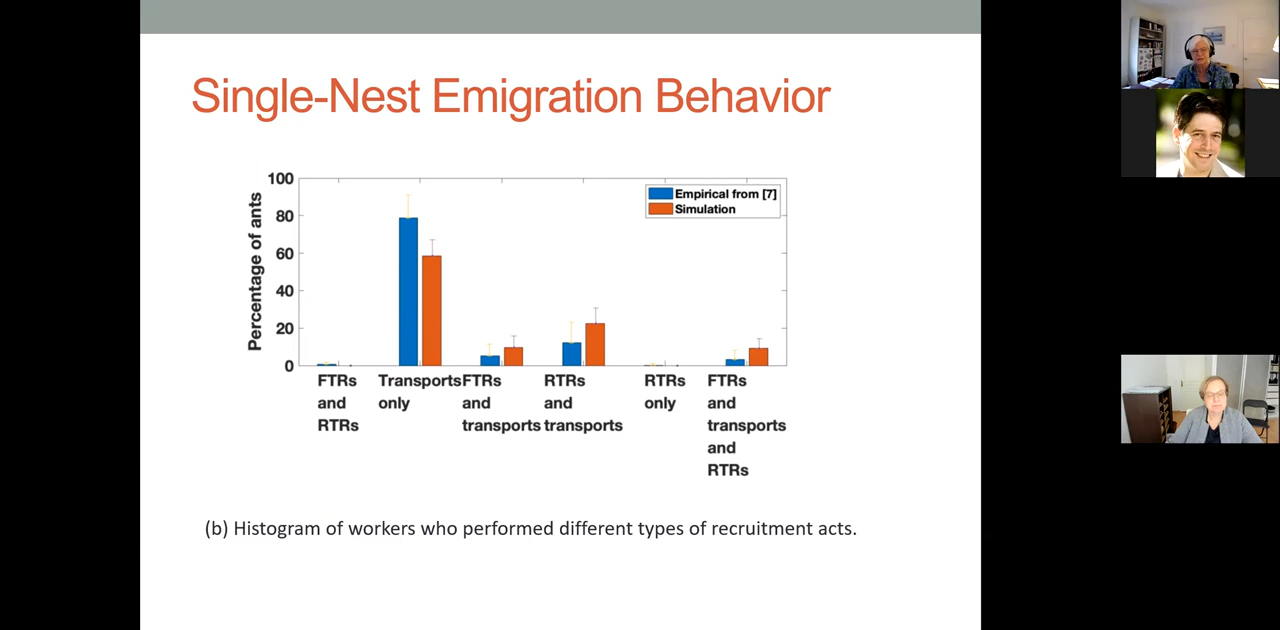 Single-Nest Emigration Behavior
100
80
60
40
20
0
Percentage of ants
Empirical from [7]
Simulation
FTRs
and
RTRs
Transports
only
FTRs
and
transports
RTRs
and
transports
RTRs
only
FTRs
and
transports
and
RTRs
(b) Histogram of workers who performed different types of recruitment acts.